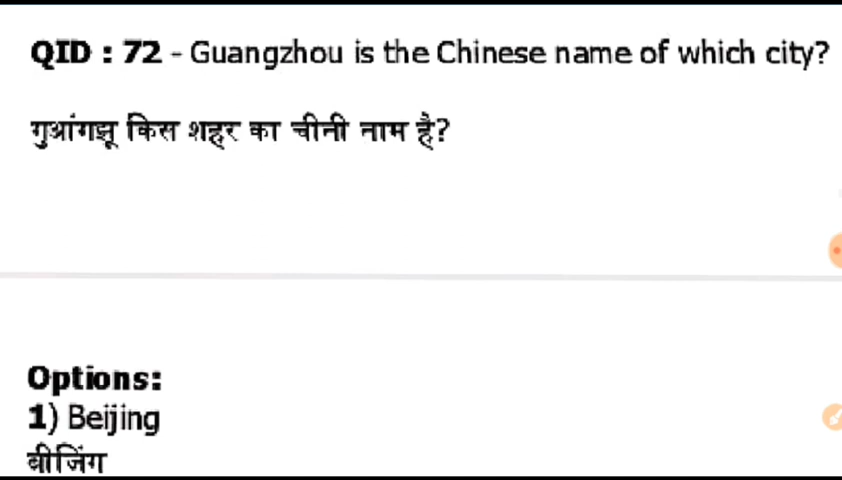 QID : 72 - Guangzhou is the Chinese name of which city?
गुआंगझू किस शहर का चीनी नाम है?
Options:
1) Beijing
बीजिंग